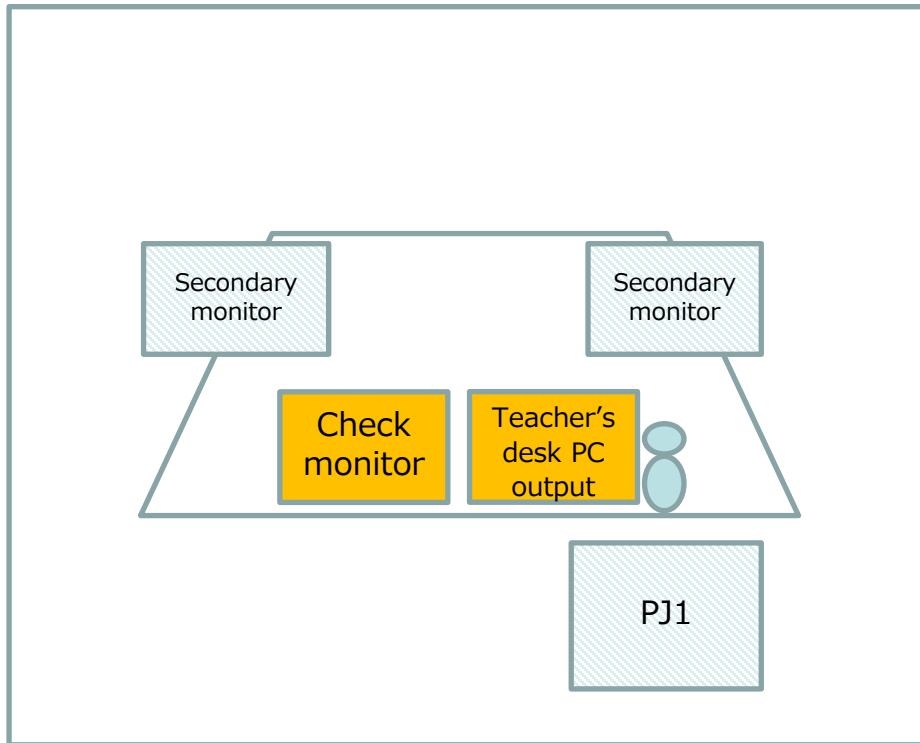 Secondary
monitor
Secondary
monitor
Check
monitor
Teacher’s
desk PC
output
PJ1